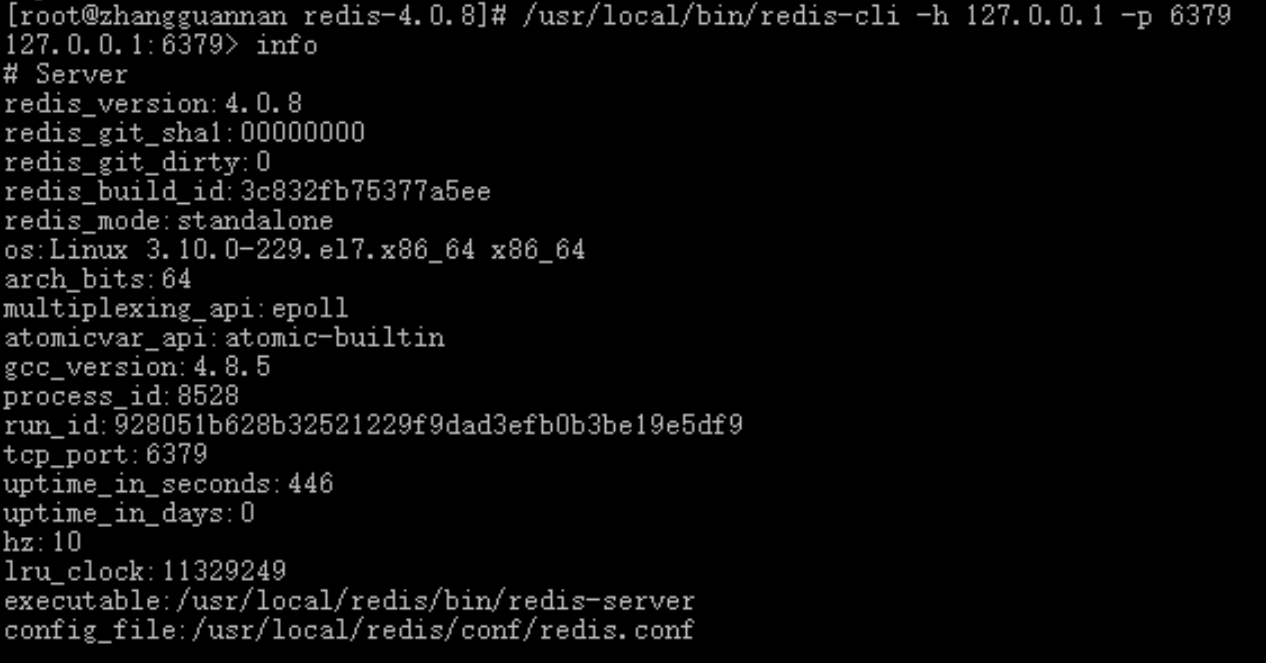 [root@zhangguannan redis-4.0.8]# /usr/local/bin/redis-cli -h 127.0.0.1 -p 6379
127.0.0.1:6379> info
# Server
redis_version:4.0.8
redis_git_sha1:00000000
redis_git_dirty:0
redis_build_id:3c832fb75377a5ee
redis_mode:standalone
os:Linux 3.10.0-229.el7.x86_64 x86_64
arch_bits:64
multiplexing_api:epoll
atomicvar_api:atomic-builtin
gcc_version:4.8.5
process_id:8528
run_id:928051b628b32521229f9dad3efb0b3be19e5df9
tcp_port:6379
uptime_in_seconds:446
uptime_in_days:0
hz:10
lru_clock:11329249
executable:/usr/local/redis/bin/redis-server
config_file:/usr/local/redis/conf/redis.conf